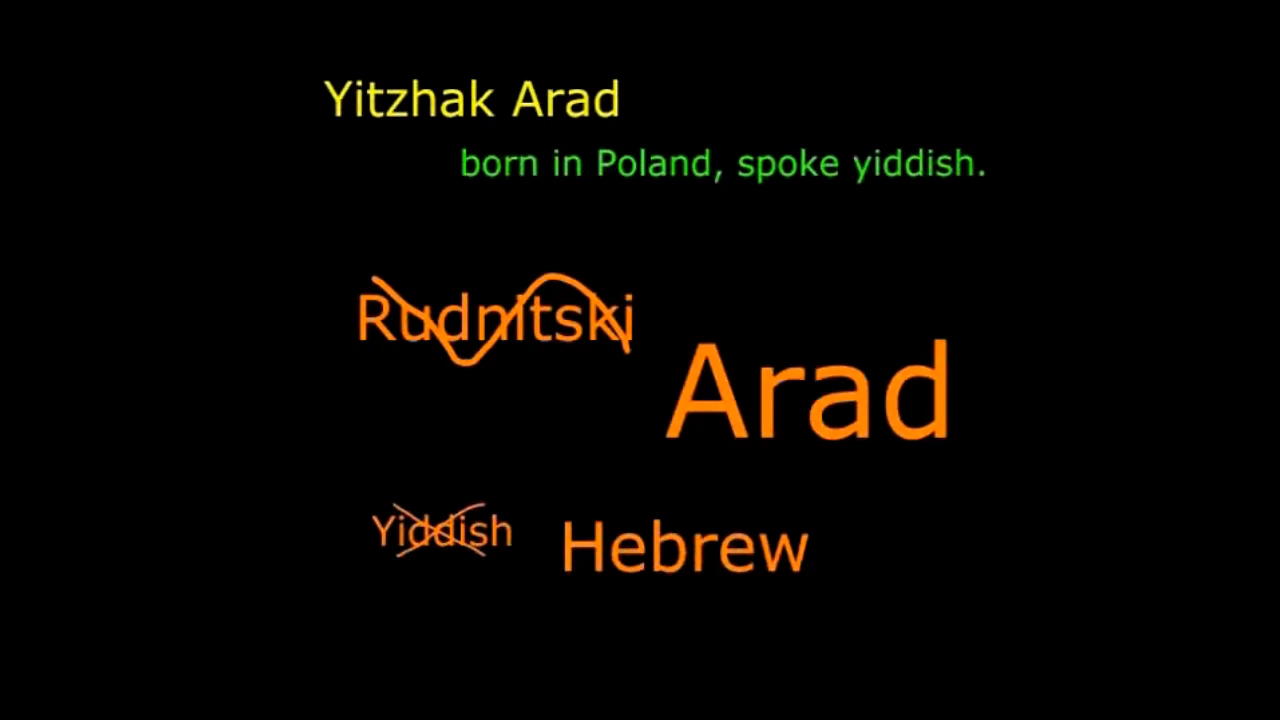 Yitzhak Arad
born in Poland, spoke yiddish.
Rudnitski
Arad
Yiddish Hebrew